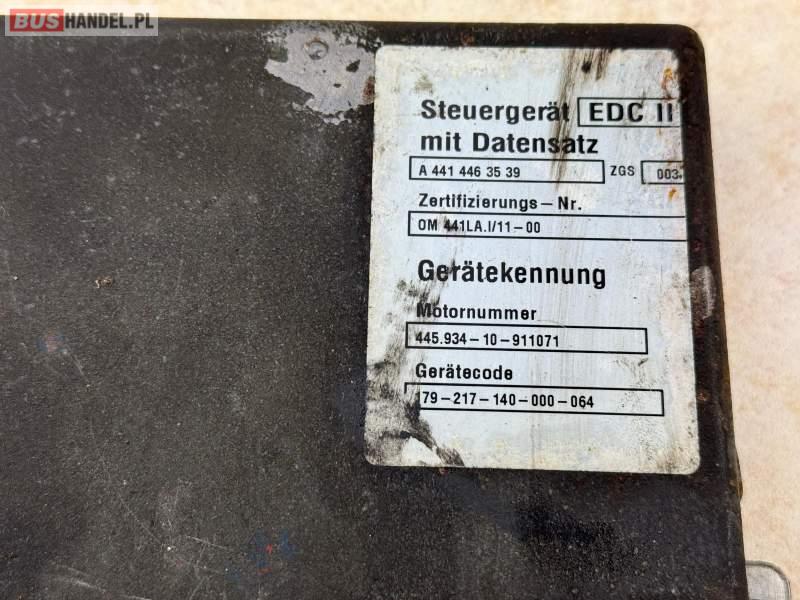 BUSHANDEL.PL
Steuergerät EDC II
mit Datensatz
A 441 446 35 39 ZGS 003
Zertifizierungs-Nr.
OM 441LA.I/11-00
Gerätekennung
Motornummer
445.934-10-911071
Gerätecode
179-217-140-000-064